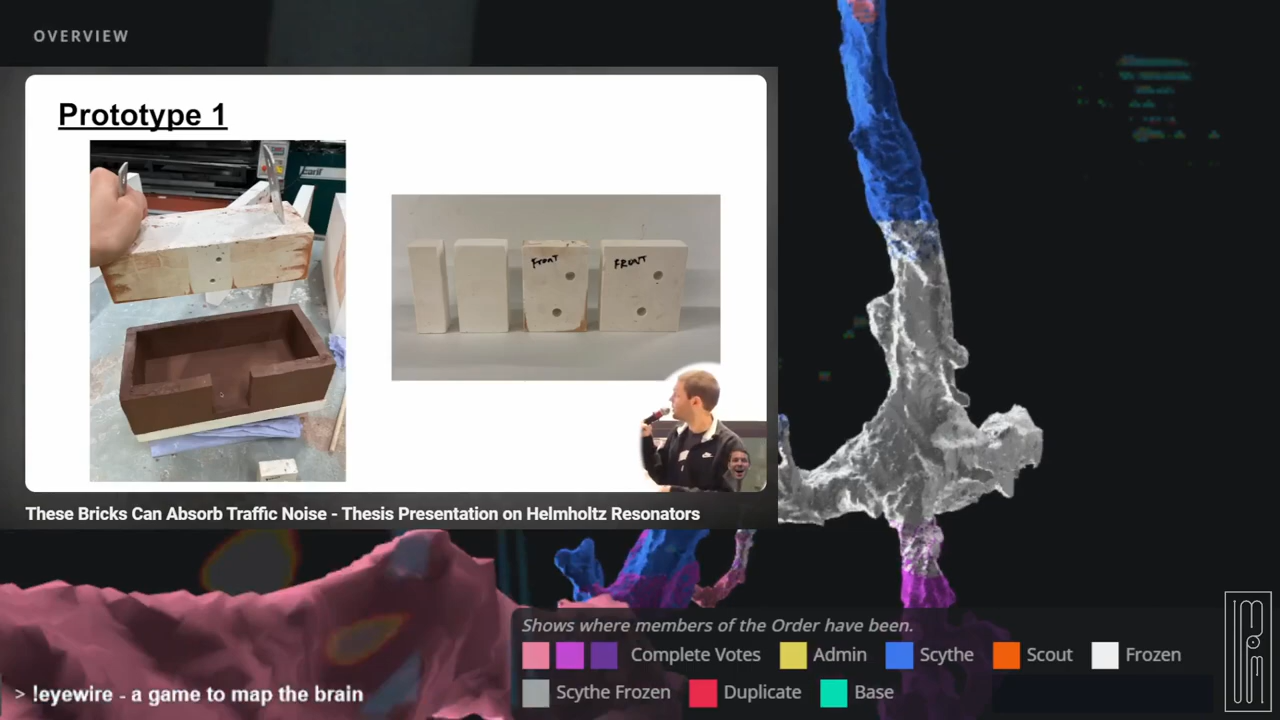 OVERVIEW
Prototype 1
FronT
FRONT
These Bricks Can Absorb Traffic Noise - Thesis Presentation on Helmholtz Resonators
Shows where members of the Order have been.
Complete Votes Admin Scythe Scout Frozen
Scythe Frozen Duplicate Base
> !eyewire - a game to map the brain